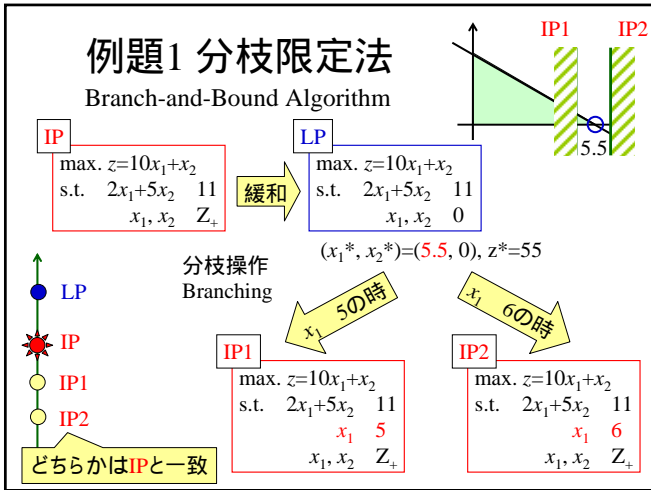 例題1 分枝限定法
Branch-and-Bound Algorithm
IP1 IP2
5.5
IP
max. z=10x₁+x₂
s.t. 2x₁+5x₂ 11
x₁, x₂ Z₊
緩和
LP
max. z=10x₁+x₂
s.t. 2x₁+5x₂ 11
x₁, x₂ 0
(x₁*, x₂*)=(5.5, 0), z*=55
分枝操作
Branching
x₁ 5の時
x₁ 6の時
LP
IP
IP1
IP2
どちらかはIPと一致
IP1
max. z=10x₁+x₂
s.t. 2x₁+5x₂ 11
x₁ 5
x₁, x₂ Z₊
IP2
max. z=10x₁+x₂
s.t. 2x₁+5x₂ 11
x₁ 6
x₁, x₂ Z₊